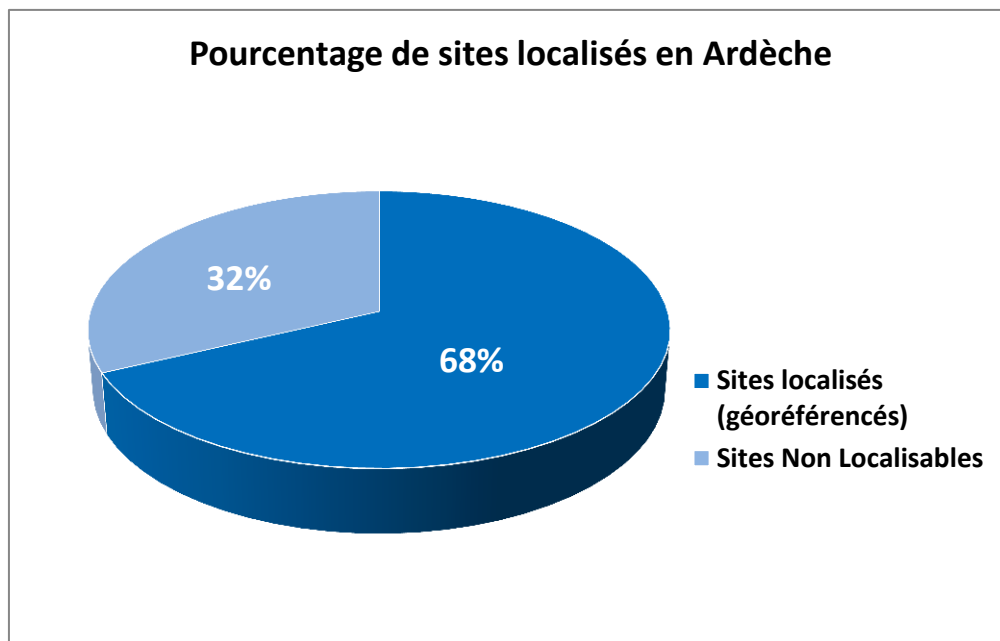 Pourcentage de sites localisés en Ardèche
32%
68%
Sites localisés
(géoréférencés)
Sites Non Localisables